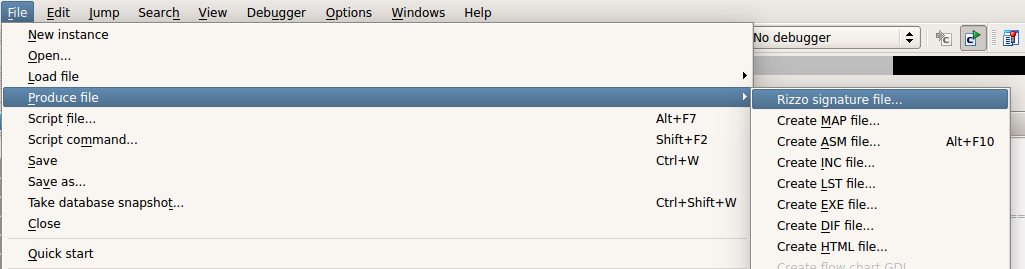 File Edit Jump Search View Debugger Options Windows Help
New instance
Open...
Load file
No debugger
Produce file
Script file... Alt+F7
Script command... Shift+F2
Save Ctrl+W
Save as...
Take database snapshot... Ctrl+Shift+W
Close
Quick start
Rizzo signature file...
Create MAP file...
Create ASM file... Alt+F10
Create INC file...
Create LST file...
Create EXE file...
Create DIF file...
Create HTML file...
Create flow chart GDL